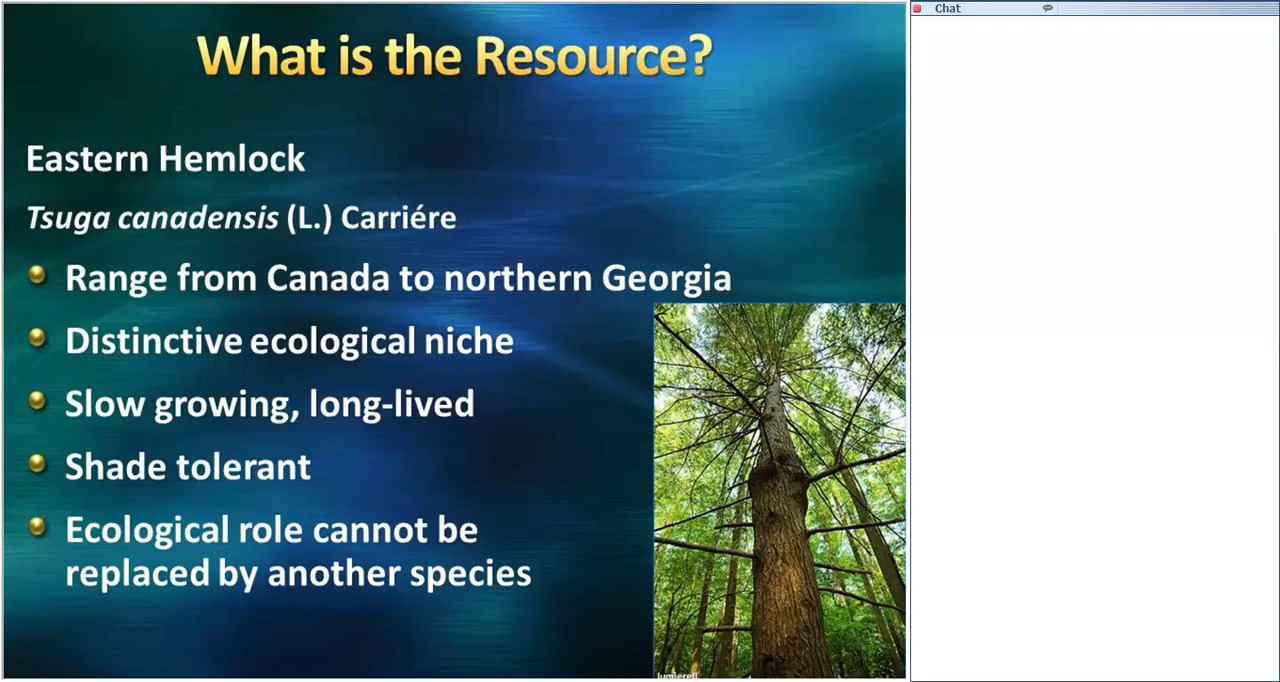 What is the Resource?
Eastern Hemlock
Tsuga canadensis (L.) Carriére
Range from Canada to northern Georgia
Distinctive ecological niche
Slow growing, long-lived
Shade tolerant
Ecological role cannot be
replaced by another species
Chat